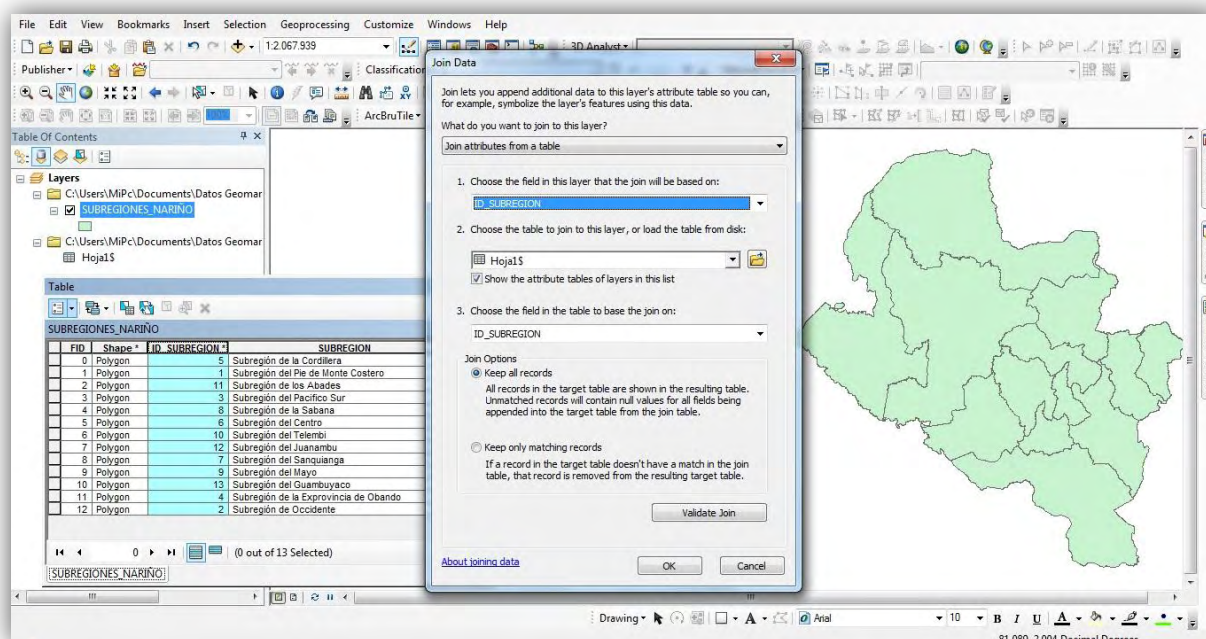 File Edit View Bookmarks Insert Selection Geoprocessing Customize Windows Help
1:2.067.939
3D Analyst
Publisher
Classification
ArcBruTile
Table Of Contents
Layers
C:\Users\MiPc\Documents\Datos Geomar
SUBREGIONES_NARIÑO
C:\Users\MiPc\Documents\Datos Geomar
Hoja1$
Table
SUBREGIONES_NARIÑO
FID Shape * ID_SUBREGION * SUBREGION
0 Polygon 5 Subregión de la Cordillera
1 Polygon 1 Subregión del Pie de Monte Costero
2 Polygon 11 Subregión de los Abades
3 Polygon 3 Subregión del Pacifico Sur
4 Polygon 8 Subregión de la Sabana
5 Polygon 6 Subregión del Centro
6 Polygon 10 Subregión del Telembi
7 Polygon 12 Subregión del Juanambu
8 Polygon 7 Subregión del Sanquianga
9 Polygon 9 Subregión del Mayo
10 Polygon 13 Subregión del Guambuyaco
11 Polygon 4 Subregión de la Exprovincia de Obando
12 Polygon 2 Subregión de Occidente
0 (0 out of 13 Selected)
SUBREGIONES_NARIÑO
Join Data
Join lets you append additional data to this layer's attribute table so you can,
for example, symbolize the layer's features using this data.
What do you want to join to this layer?
Join attributes from a table
1. Choose the field in this layer that the join will be based on:
ID_SUBREGION
2. Choose the table to join to this layer, or load the table from disk:
Hoja1$
Show the attribute tables of layers in this list
3. Choose the field in the table to base the join on:
ID_SUBREGION
Join Options
Keep all records
All records in the target table are shown in the resulting table.
Unmatched records will contain null values for all fields being
appended into the target table from the join table.
Keep only matching records
If a record in the target table doesn't have a match in the join
table, that record is removed from the resulting target table.
Validate Join
About joining data
OK Cancel
Drawing A Arial 10 B I U A
81,089 2,004 Decimal Degrees